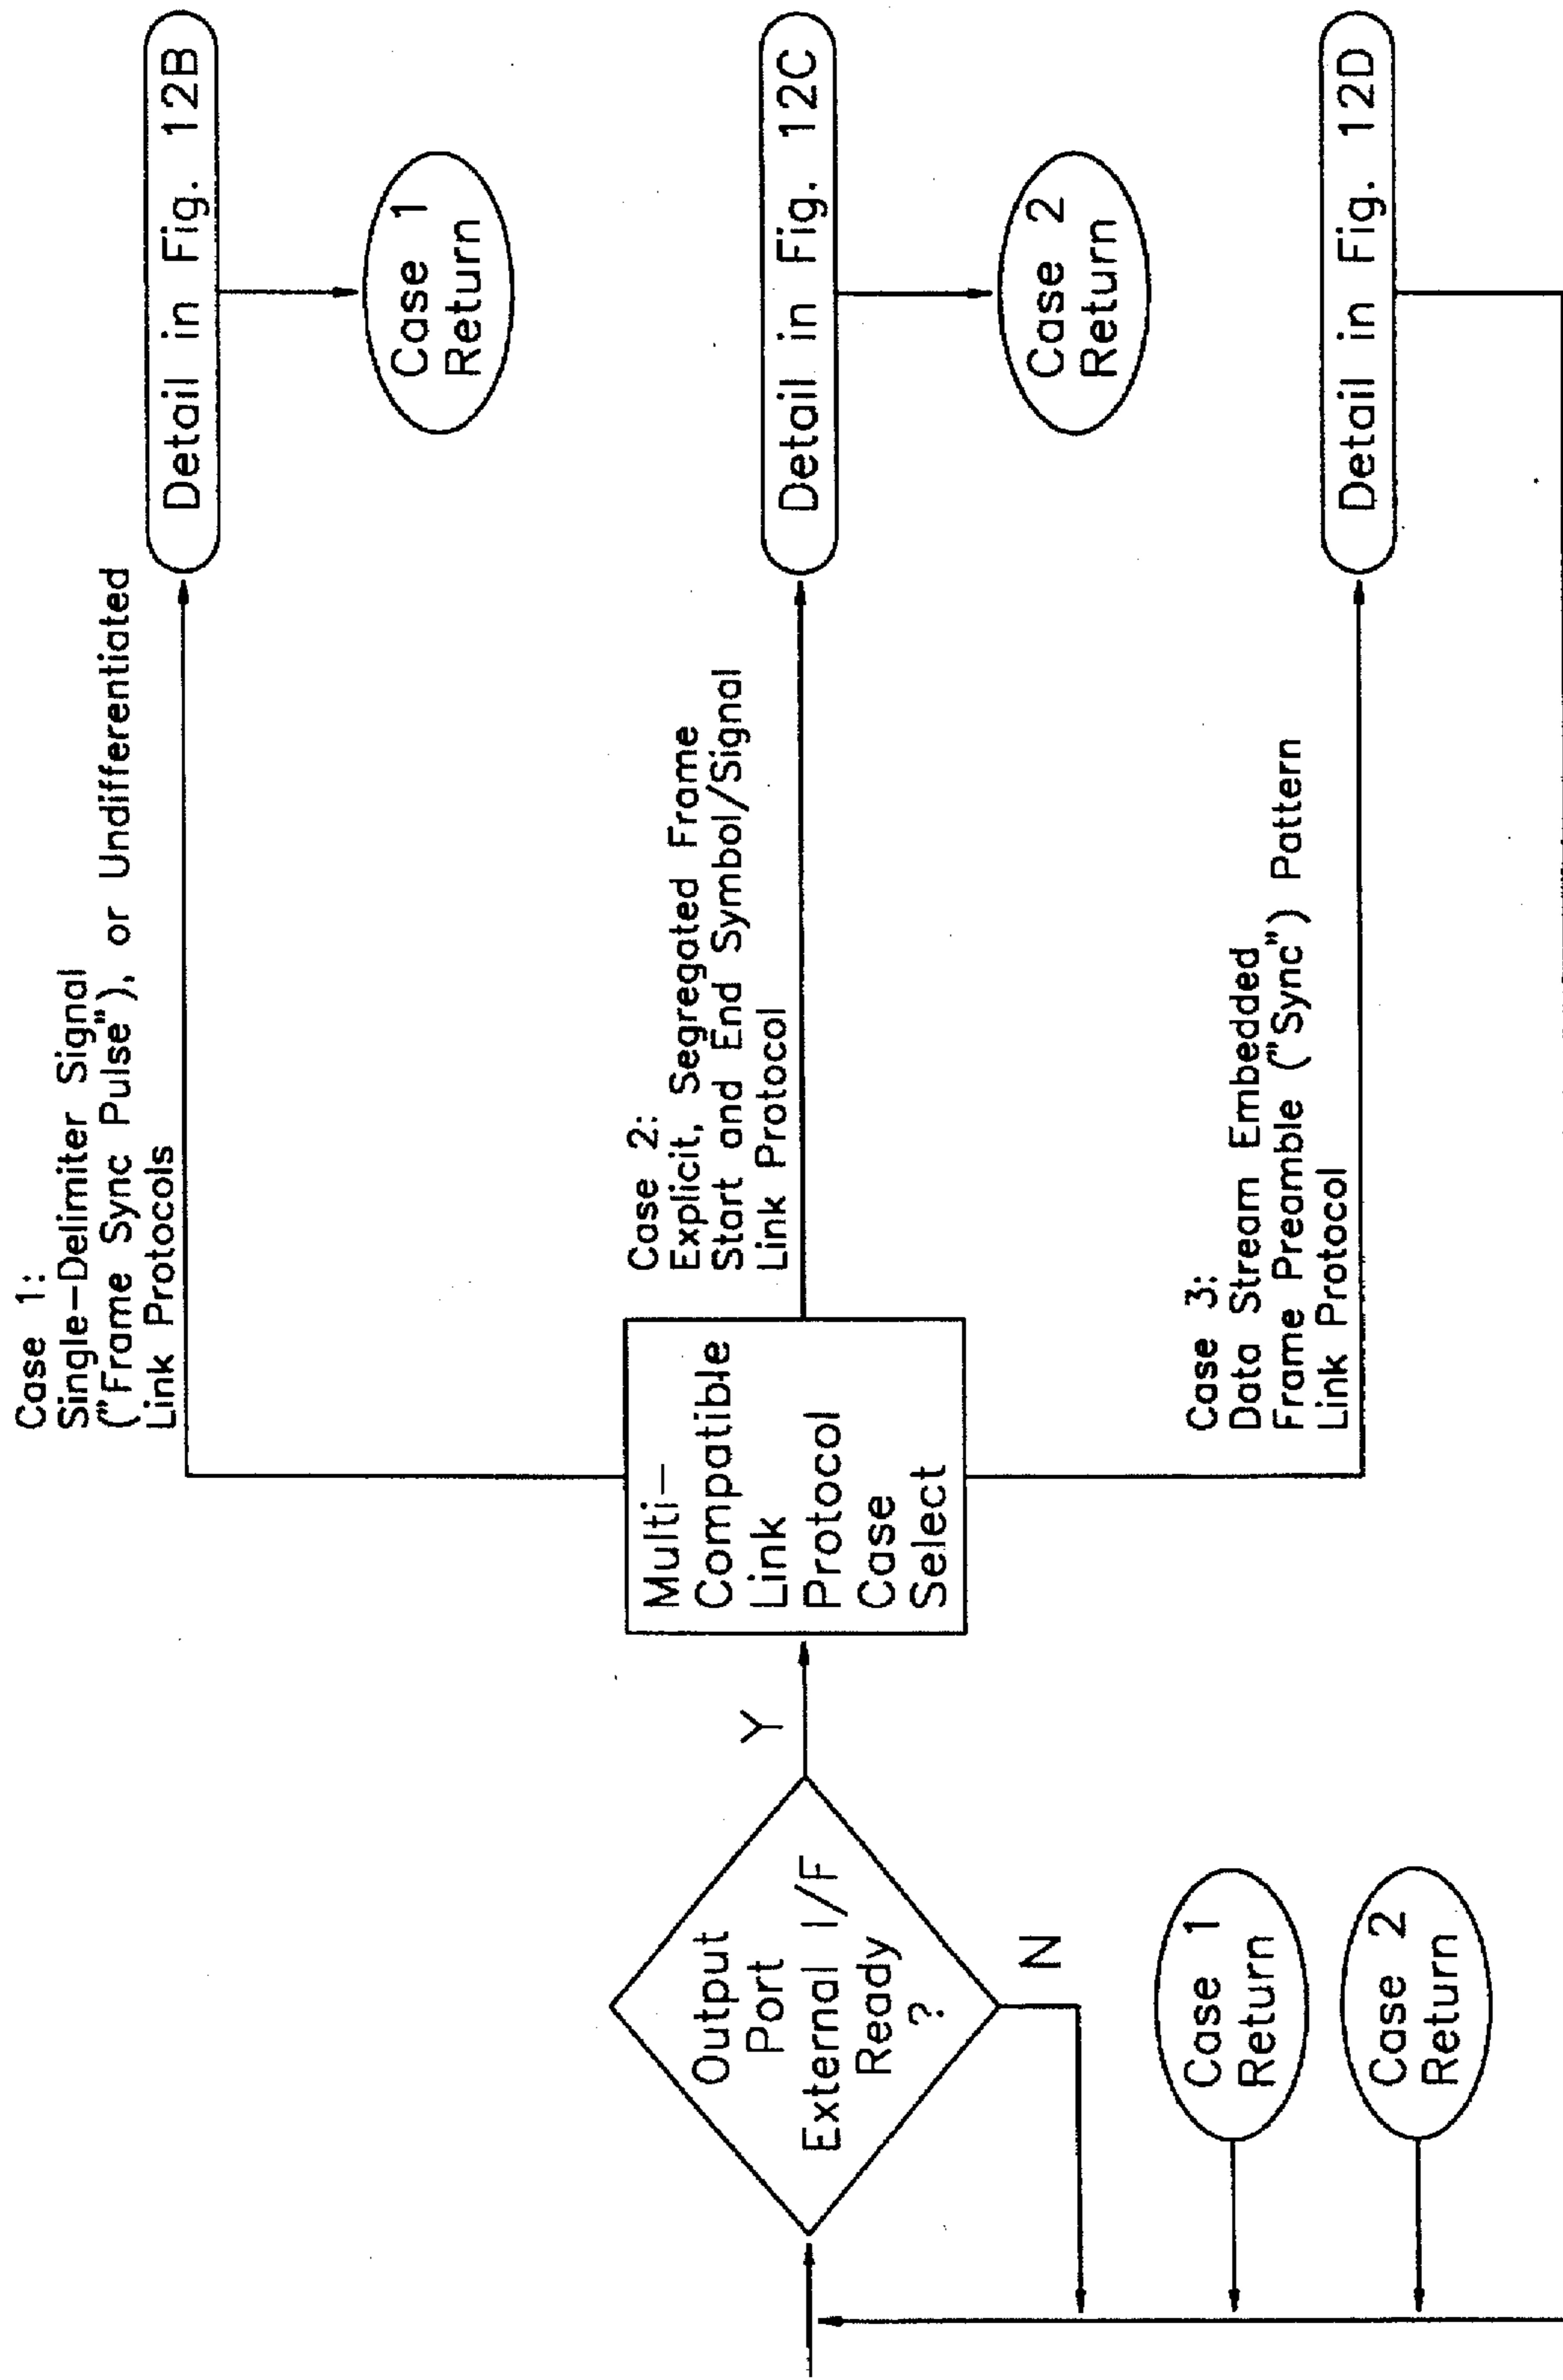 Output
Port
External I/F
Ready
?
Y
N
Case 1
Return
Case 2
Return
Multi–
Compatible
Link
Protocol
Case
Select
Case 1:
Single–Delimiter Signal
("Frame Sync Pulse"), or Undifferentiated
Link Protocols
Detail in Fig. 12B
Case 1
Return
Case 2:
Explicit, Segregated Frame
Start and End Symbol/Signal
Link Protocol
Detail in Fig. 12C
Case 2
Return
Case 3:
Data Stream Embedded
Frame Preamble ("Sync") Pattern
Link Protocol
Detail in Fig. 12D